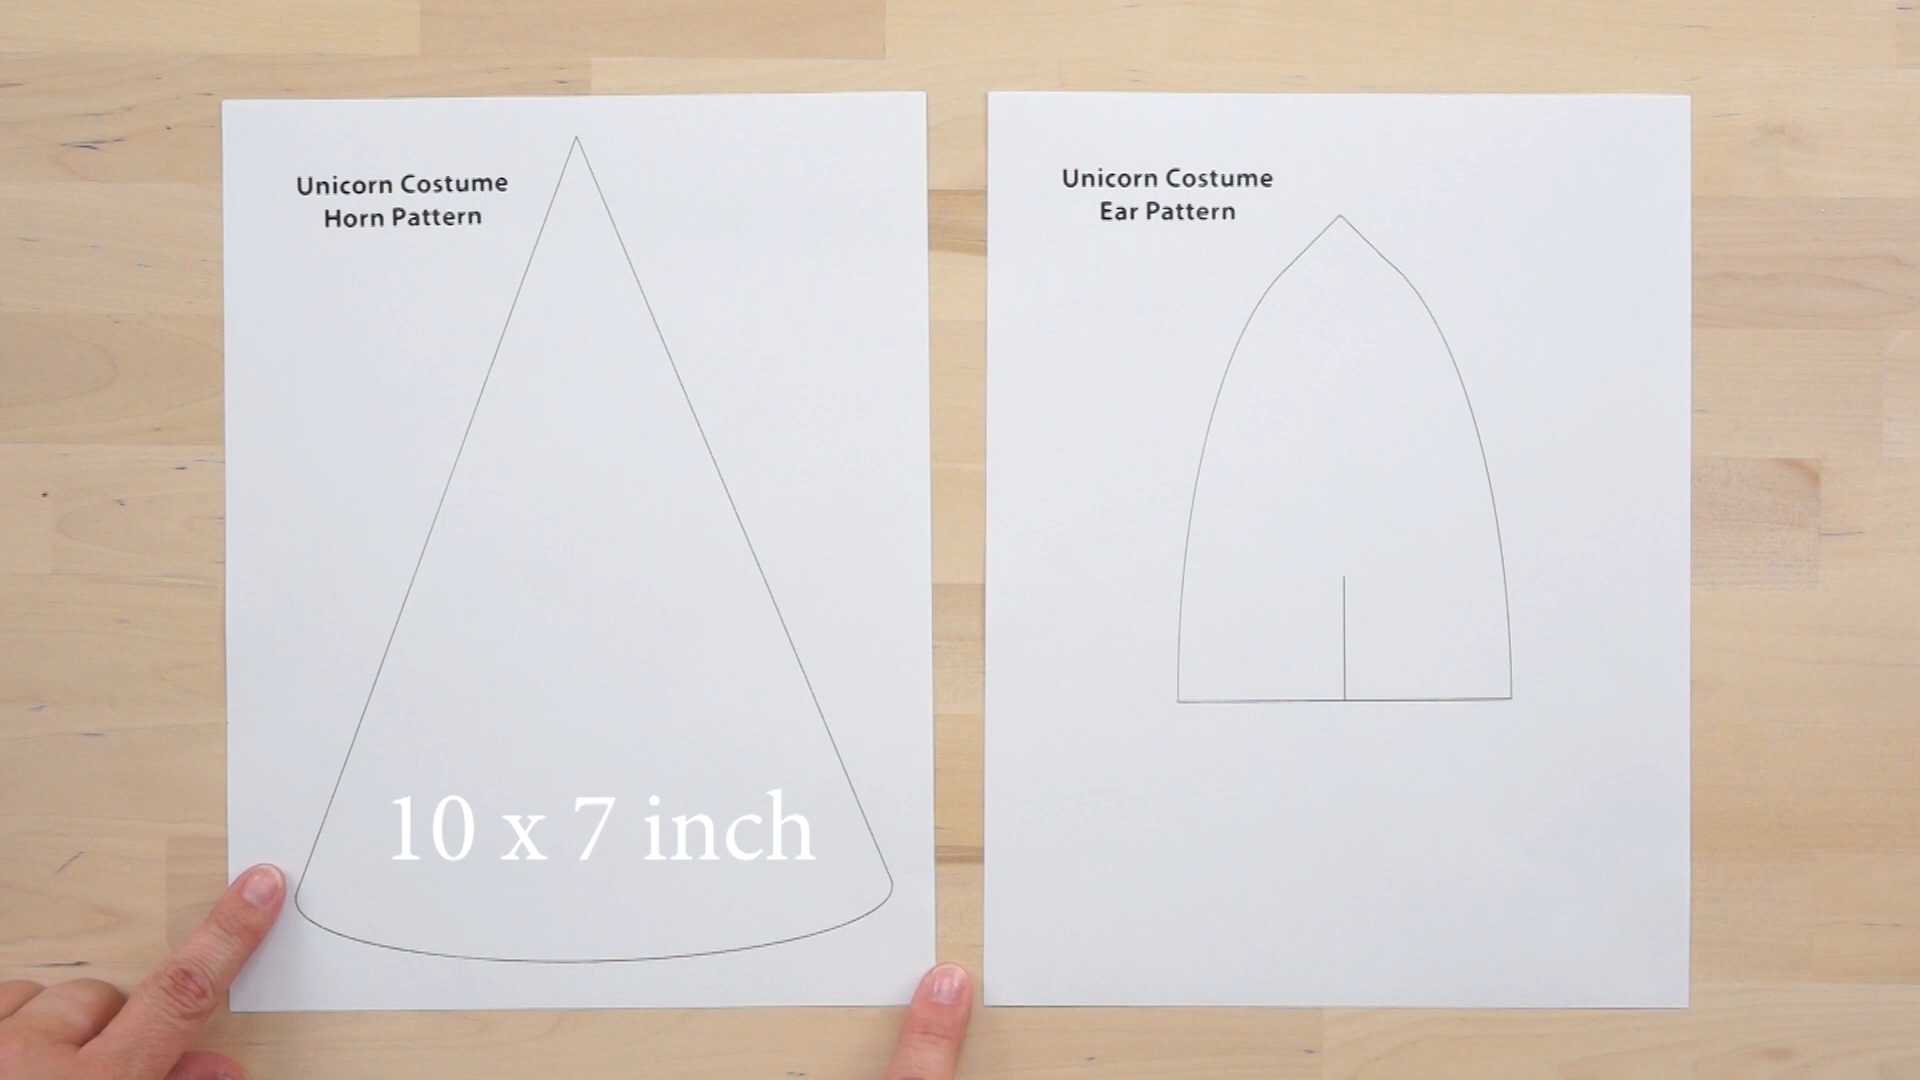 Unicorn Costume
Horn Pattern
10 x 7 inch
Unicorn Costume
Ear Pattern